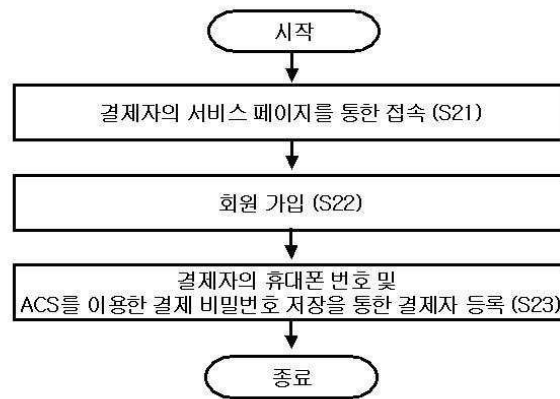 시작
결제자의 서비스 페이지를 통한 접속 (S21)
회원 가입 (S22)
결제자의 휴대폰 번호 및
ACS를 이용한 결제 비밀번호 저장을 통한 결제자 등록 (S23)
종료